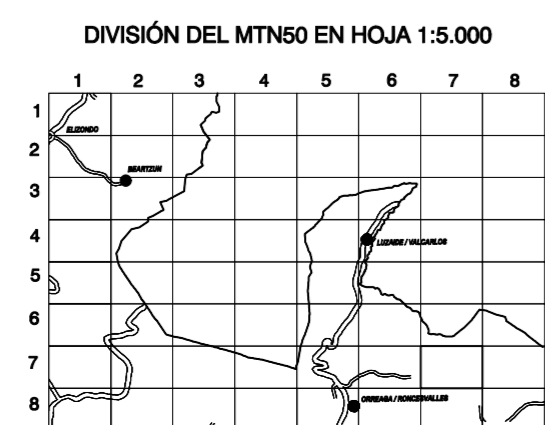 DIVISIÓN DEL MTN50 EN HOJA 1:5.000
1 2 3 4 5 6 7 8
1
ELIZONDO
2
BEARTZUN
3
4
LUZAIDE / VALCARLOS
5
6
7
ORREAGA / RONCESVALLES
8